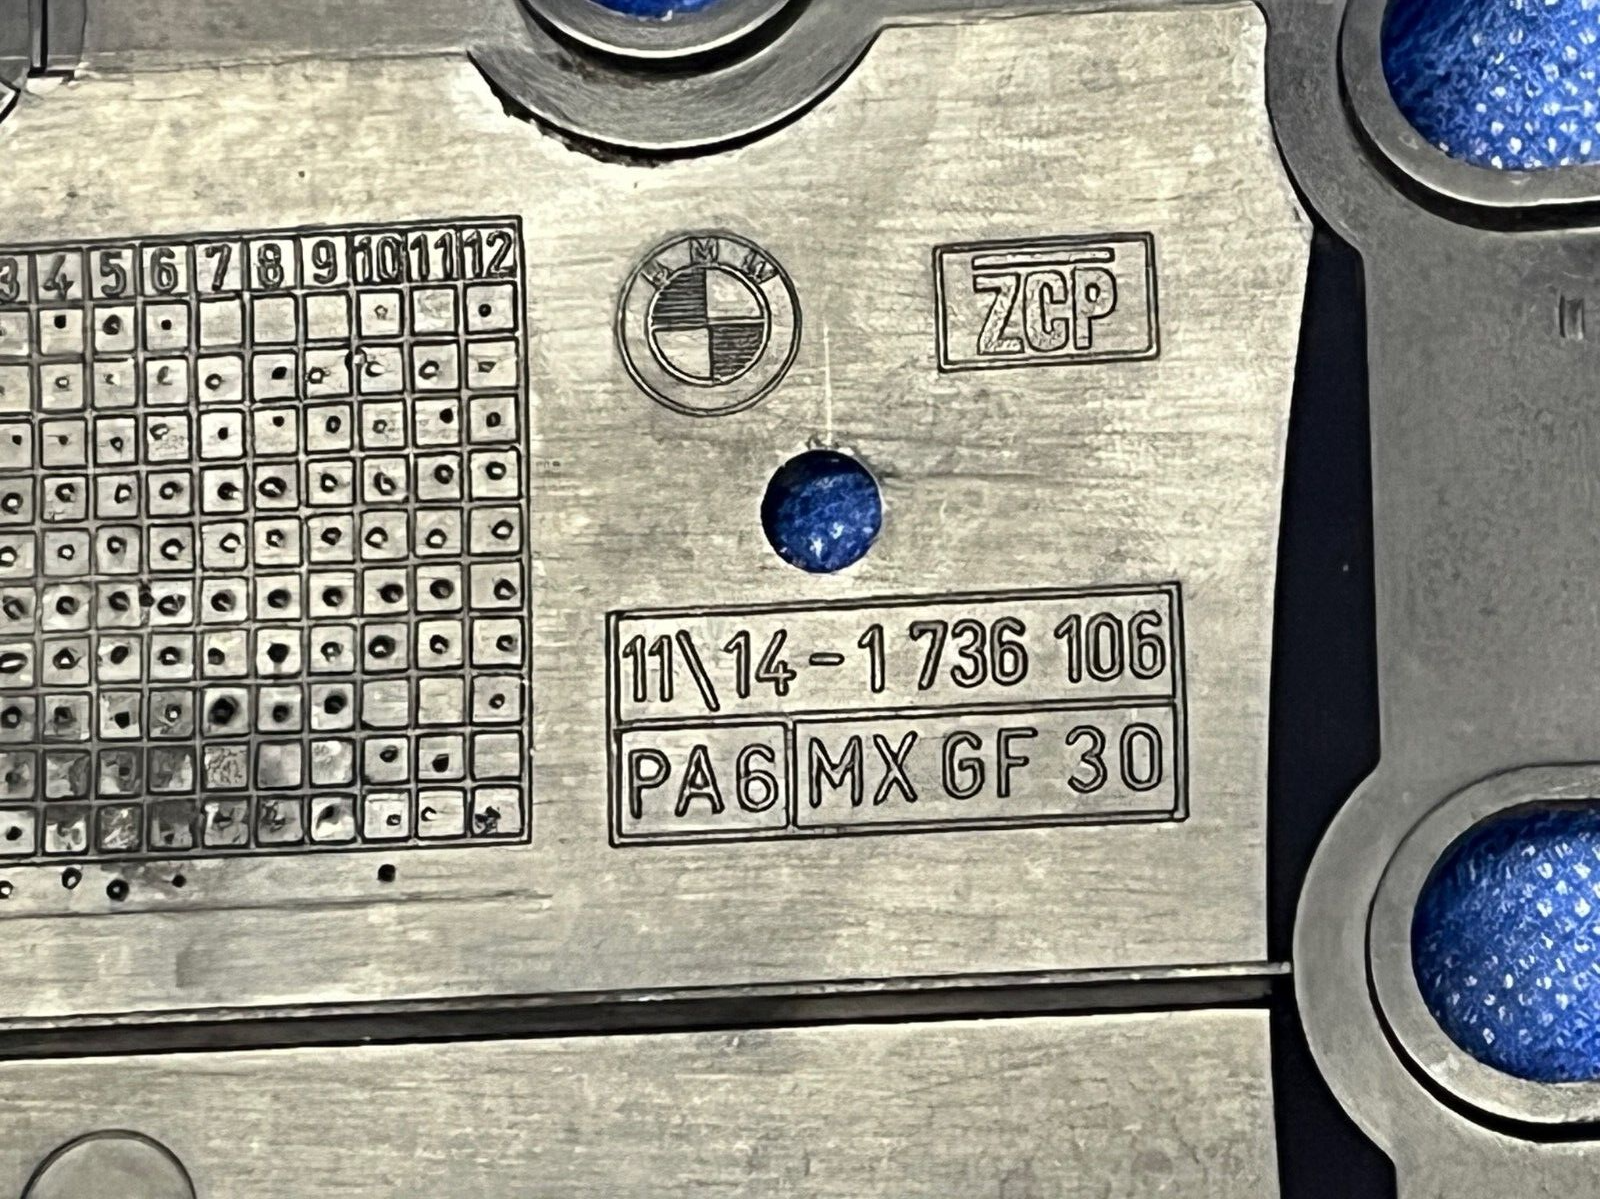 3 4 5 6 7 8 9 10 11 12
BMW
ZCP
11\14-1 736 106
PA6 MX GF 30